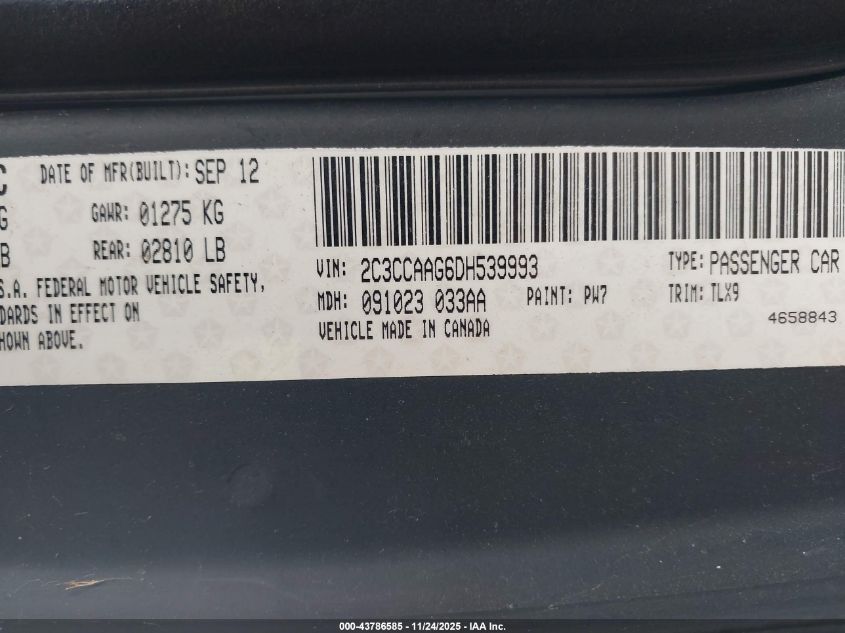 C DATE OF MFR(BUILT): SEP 12
G GAWR: 01275 KG
B REAR: 02810 LB
S.A. FEDERAL MOTOR VEHICLE SAFETY,
DARDS IN EFFECT ON
HOWN ABOVE.
VIN: 2C3CCAAG6DH539993 TYPE: PASSENGER CAR
MDH: 091023 033AA PAINT: PW7 TRIM: TLX9
VEHICLE MADE IN CANADA 4658843
000-43786585 - 11/24/2025 - IAA Inc.